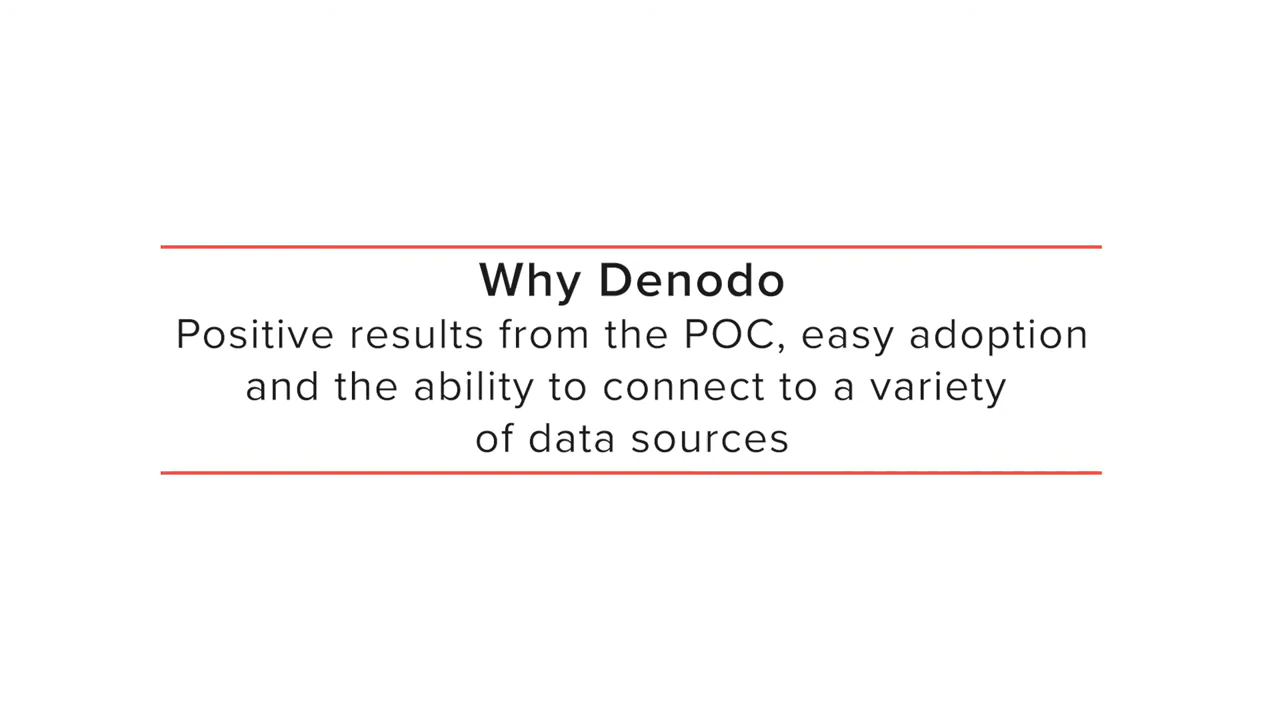 Why Denodo
Positive results from the POC, easy adoption
and the ability to connect to a variety
of data sources